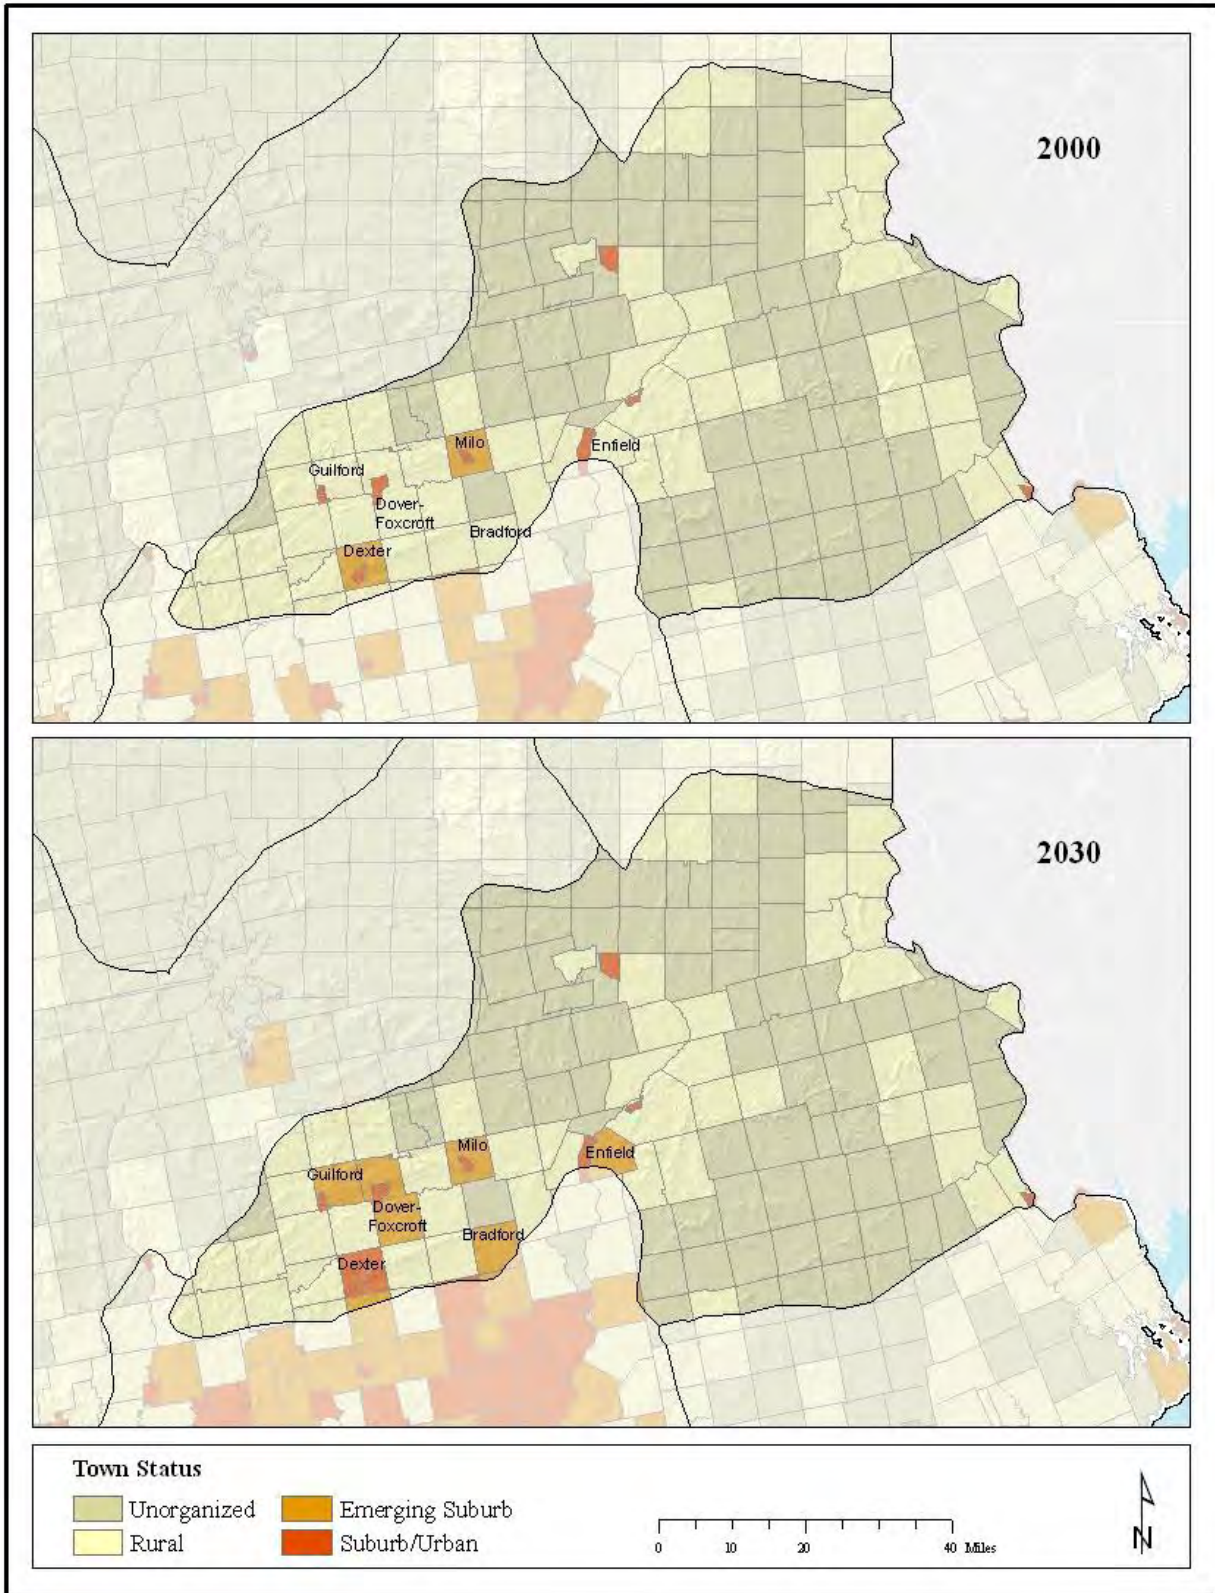 2000
Milo
Enfield
Guilford
Dover-
Foxcroft
Bradford
Dexter
2030
Milo
Enfield
Guilford
Dover-
Foxcroft
Bradford
Dexter
Town Status
Unorganized
Emerging Suburb
Rural
Suburb/Urban
0 10 20 40 Miles
N